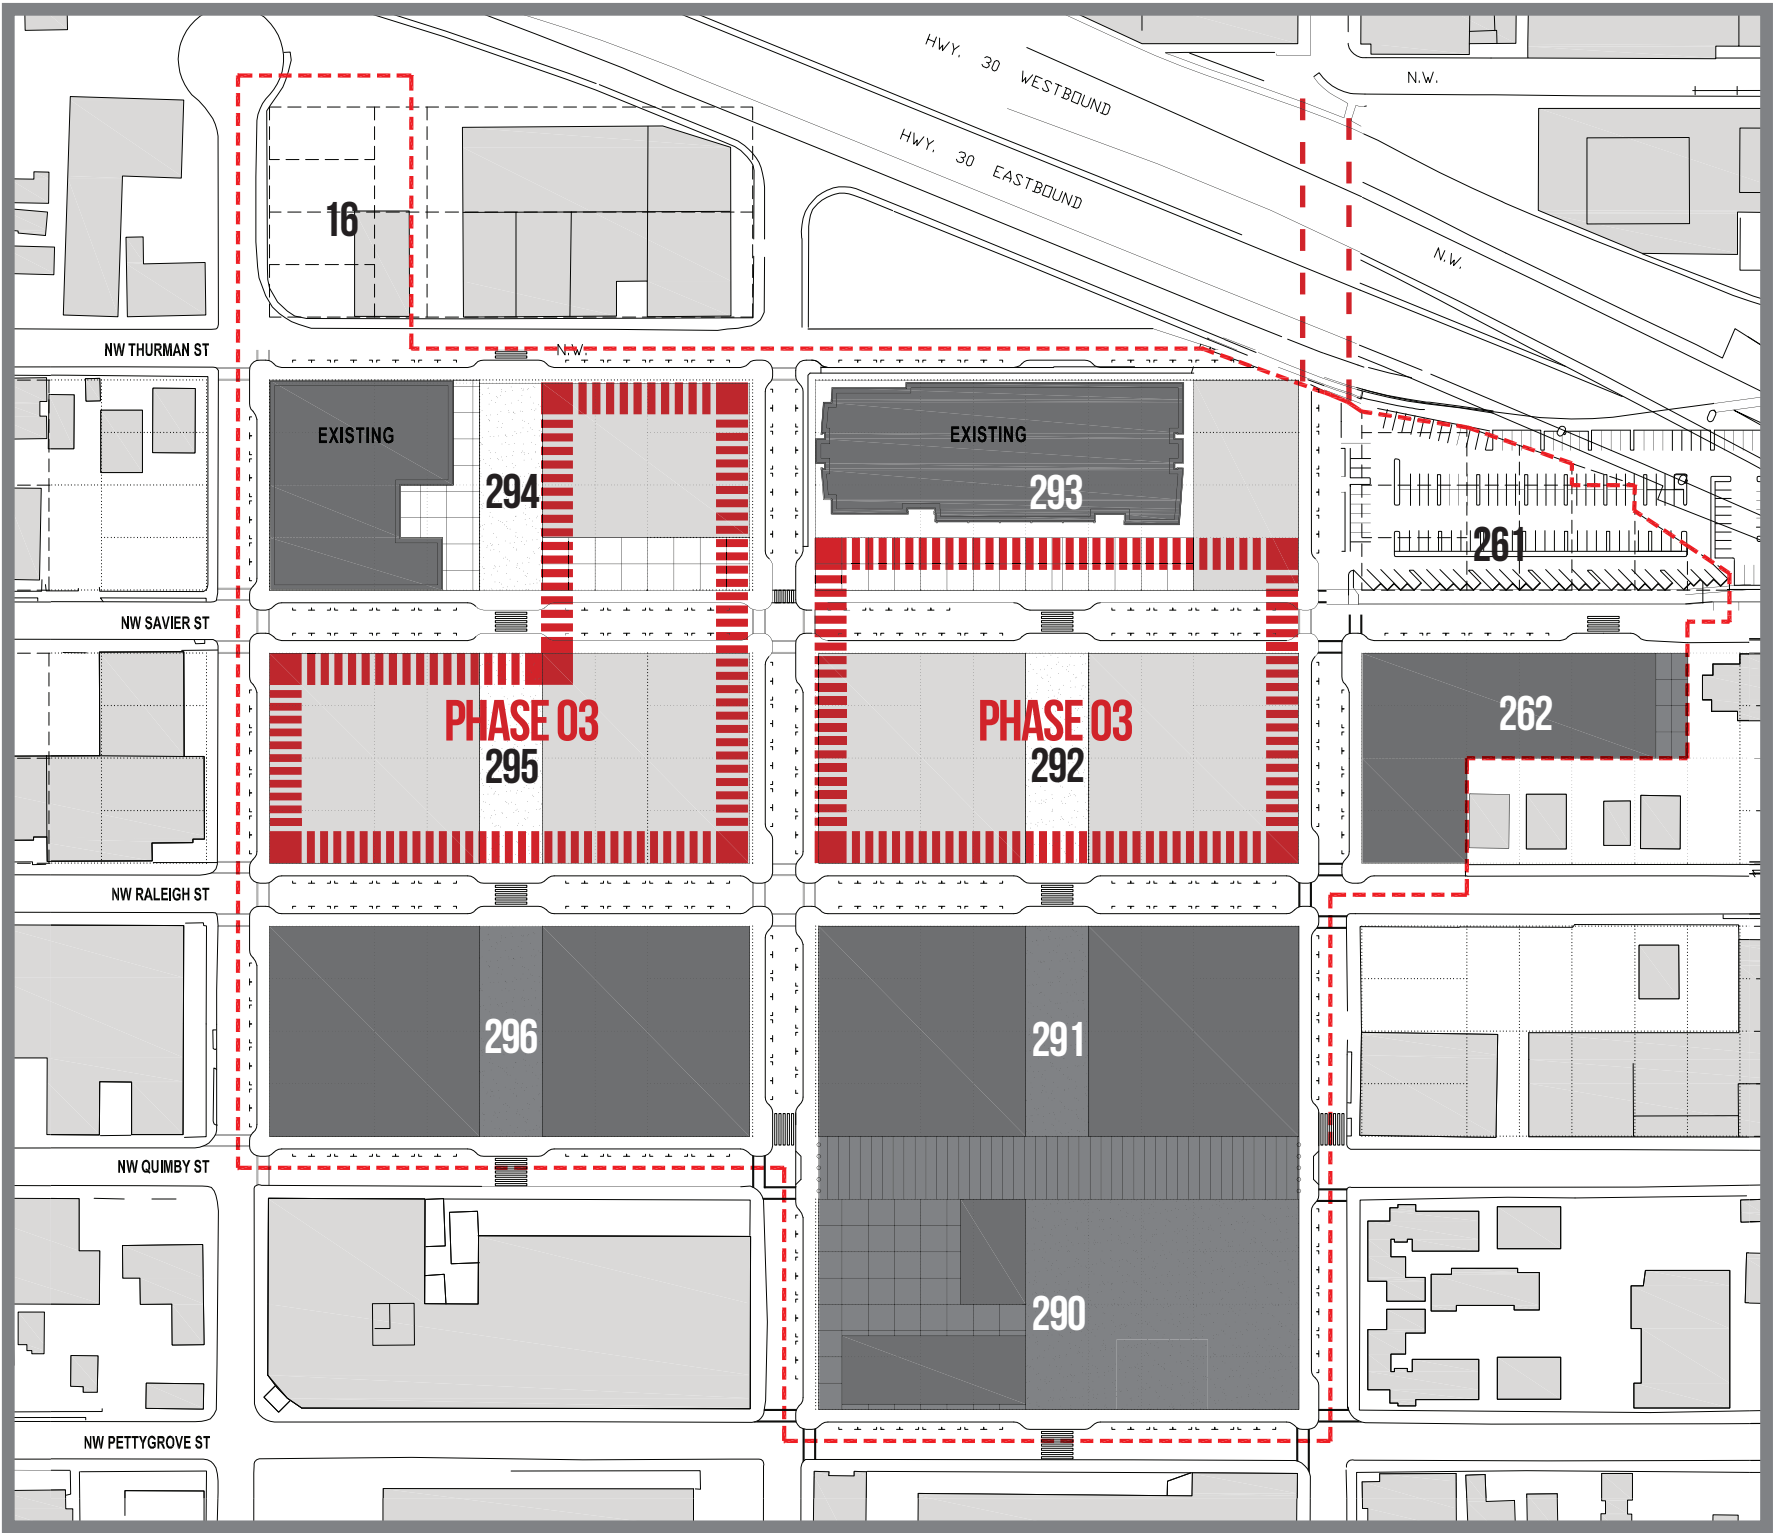 HWY. 30 WESTBOUND
N.W.
HWY. 30 EASTBOUND
16
N.W.
NW THURMAN ST
N.W.
EXISTING
EXISTING
294
293
261
NW SAVIER ST
PHASE 03
295
PHASE 03
292
262
NW RALEIGH ST
296
291
NW QUIMBY ST
290
NW PETTYGROVE ST